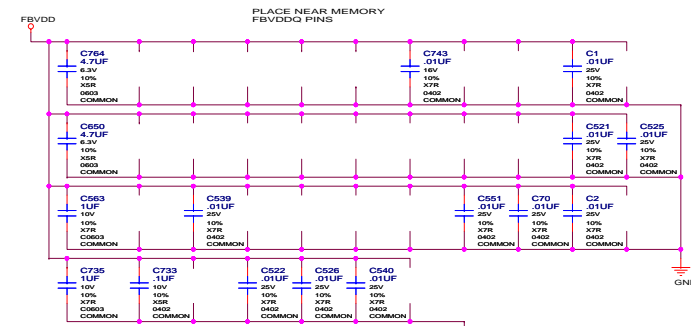 PLACE NEAR MEMORY
FBVDDQ PINS
FBVDD
C764
4.7UF
6.3V
10%
X5R
0603
COMMON
C743
.01UF
16V
10%
X7R
0402
COMMON
C1
.01UF
25V
10%
X7R
0402
COMMON
C650
4.7UF
6.3V
10%
X5R
0603
COMMON
C521
.01UF
25V
10%
X7R
0402
COMMON
C525
.01UF
25V
10%
X7R
0402
COMMON
C563
1UF
10V
10%
X7R
C0603
COMMON
C539
.01UF
25V
10%
X7R
0402
COMMON
C551
.01UF
25V
10%
X7R
0402
COMMON
C70
.01UF
25V
10%
X7R
0402
COMMON
C2
.01UF
25V
10%
X7R
0402
COMMON
GND
C735
1UF
10V
10%
X7R
C0603
COMMON
C733
.1UF
10V
10%
X5R
0402
COMMON
C522
.01UF
25V
10%
X7R
0402
COMMON
C526
.01UF
25V
10%
X7R
0402
COMMON
C540
.01UF
25V
10%
X7R
0402
COMMON